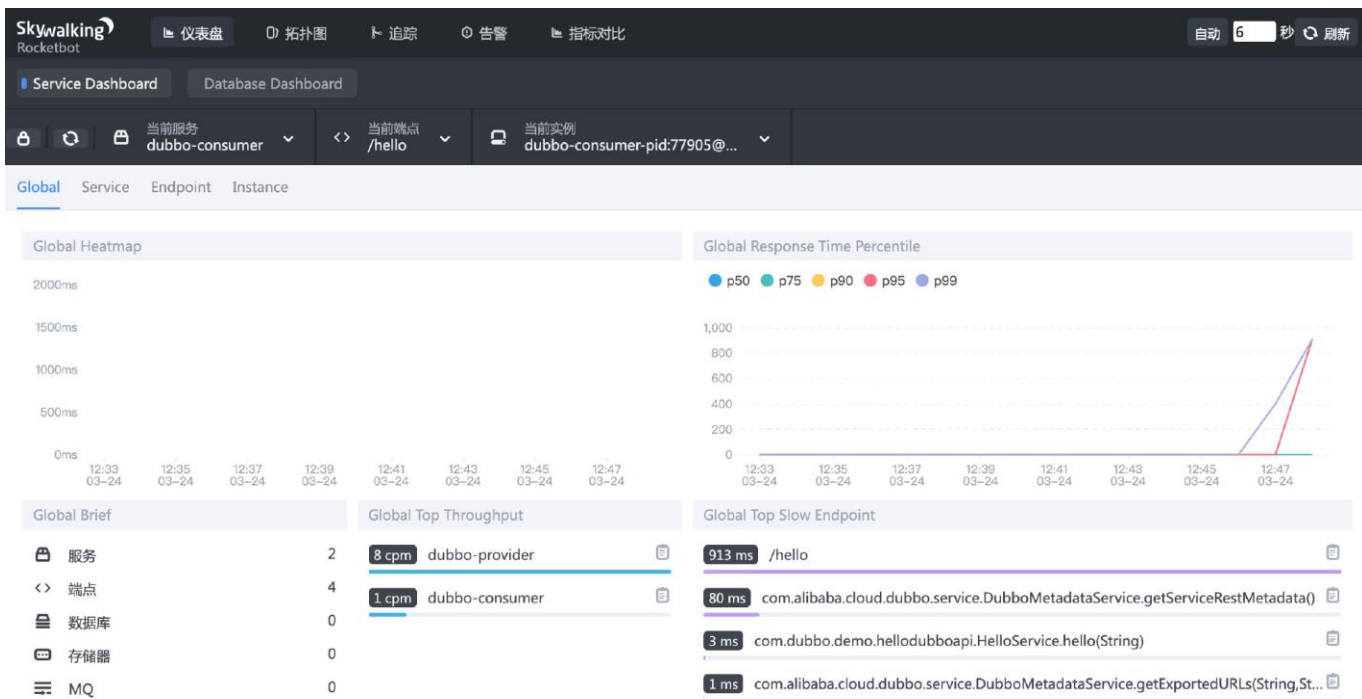 Skywalking
Rocketbot
仪表盘 拓扑图 追踪 告警 指标对比 自动 6 秒 刷新
Service Dashboard Database Dashboard
当前服务 当前端点 当前实例
dubbo-consumer /hello dubbo-consumer-pid:77905@...
Global Service Endpoint Instance
Global Heatmap
2000ms
1500ms
1000ms
500ms
0ms
12:33 12:35 12:37 12:39 12:41 12:43 12:45 12:47
03-24 03-24 03-24 03-24 03-24 03-24 03-24 03-24
Global Response Time Percentile
p50 p75 p90 p95 p99
1,000
800
600
400
200
0
12:33 12:35 12:37 12:39 12:41 12:43 12:45 12:47
03-24 03-24 03-24 03-24 03-24 03-24 03-24 03-24
Global Brief
服务 2
端点 4
数据库 0
存储器 0
MQ 0
Global Top Throughput
8 cpm dubbo-provider
1 cpm dubbo-consumer
Global Top Slow Endpoint
913 ms /hello
80 ms com.alibaba.cloud.dubbo.service.DubboMetadataService.getServiceRestMetadata()
3 ms com.dubbo.demo.hellodubboapi.HelloService.hello(String)
1 ms com.alibaba.cloud.dubbo.service.DubboMetadataService.getExportedURLs(String,St...